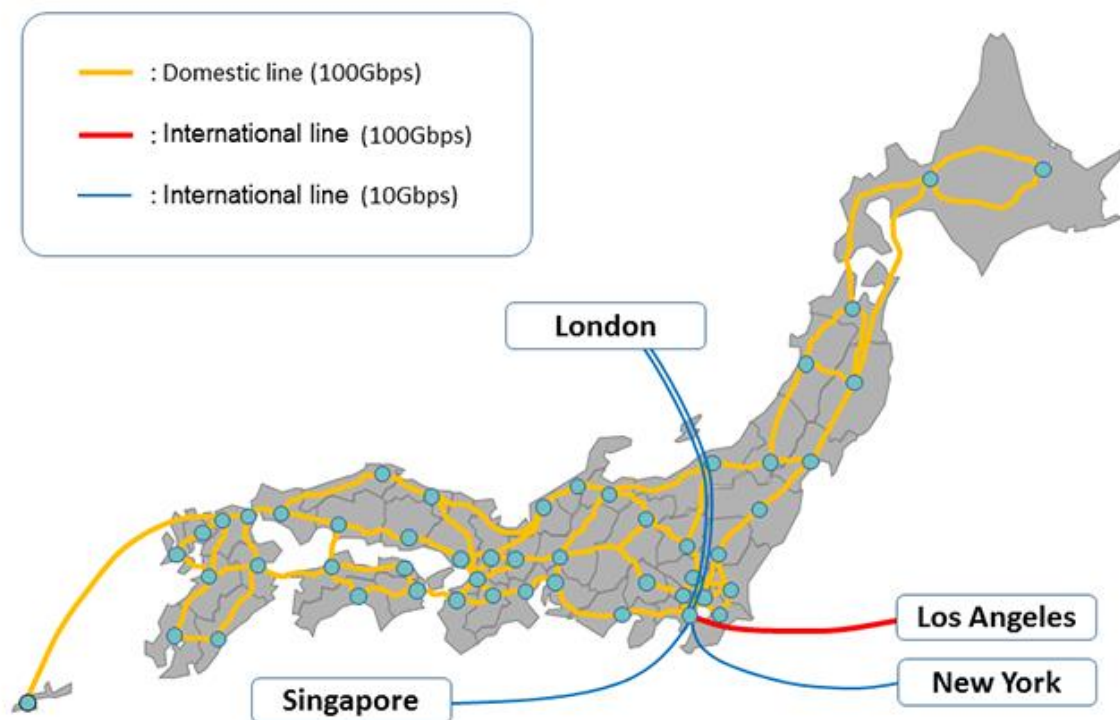 : Domestic line (100Gbps)
: International line (100Gbps)
: International line (10Gbps)
London
Los Angeles
New York
Singapore